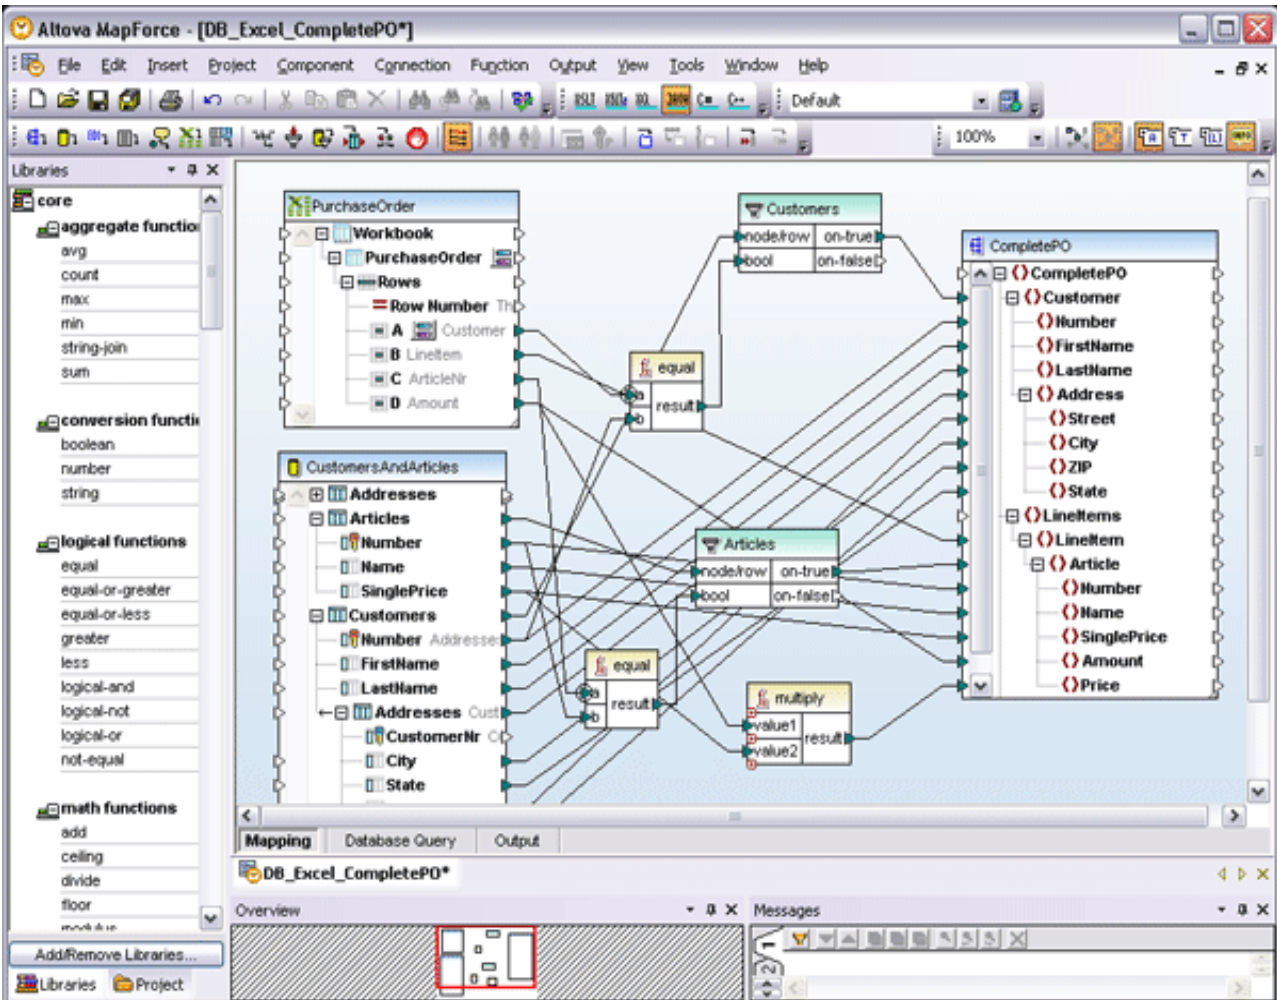 Altova MapForce - [DB_Excel_CompletePO*]
File Edit Insert Project Component Connection Function Output View Tools Window Help
Default
100%
Libraries
core
aggregate functio
avg
count
max
min
string-join
sum
conversion functi
boolean
number
string
logical functions
equal
equal-or-greater
equal-or-less
greater
less
logical-and
logical-not
logical-or
not-equal
math functions
add
ceiling
divide
floor
modulus
Add/Remove Libraries...
Libraries Project
PurchaseOrder
Workbook
PurchaseOrder
Rows
Row Number Th
A Customer
B LineItem
C ArticleNr
D Amount
CustomersAndArticles
Addresses
Articles
Number
Name
SinglePrice
Customers
Number Addresses
FirstName
LastName
Addresses Cust
CustomerNr
City
State
Customers
node/row on-true
bool on-false
equal
a
b
result
Articles
node/row on-true
bool on-false
equal
a
b
result
multiply
value1
value2
result
CompletePO
CompletePO
Customer
Number
FirstName
LastName
Address
Street
City
ZIP
State
LineItems
LineItem
Article
Number
Name
SinglePrice
Amount
Price
Mapping Database Query Output
DB_Excel_CompletePO*
Overview
Messages
1
2